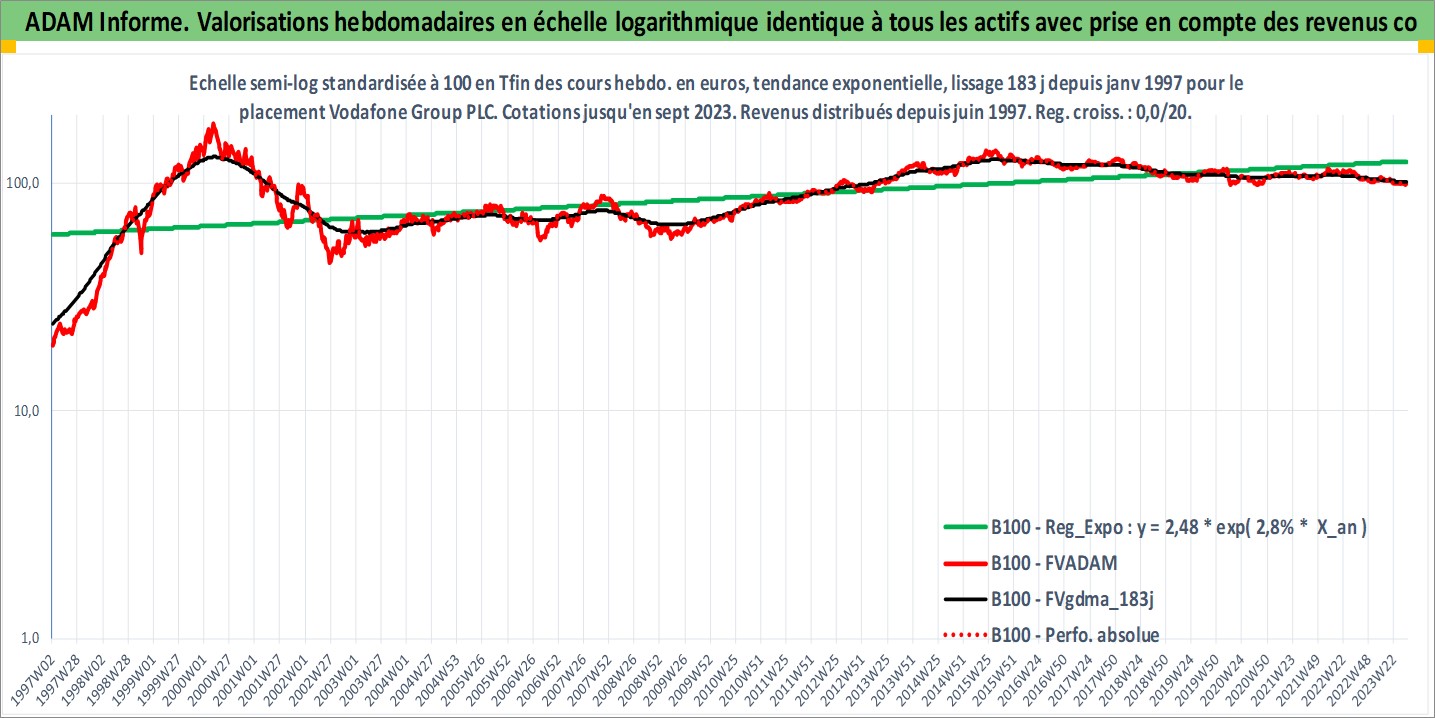 ADAM Informe. Valorisations hebdomadaires en échelle logarithmique identique à tous les actifs avec prise en compte des revenus co
Echelle semi-log standardisée à 100 en Tfin des cours hebdo. en euros, tendance exponentielle, lissage 183 j depuis janv 1997 pour le
placement Vodafone Group PLC. Cotations jusqu'en sept 2023. Revenus distribués depuis juin 1997. Reg. croiss. : 0,0/20.
100,0
10,0
1,0
B100 - Reg_Expo : y = 2,48 * exp( 2,8% * X_an )
B100 - FVADAM
B100 - FVgdma_183j
B100 - Perfo. absolue
1997W02
1997W28
1998W02
1998W28
1999W01
1999W27
2000W01
2000W27
2001W01
2001W27
2002W01
2002W27
2003W01
2003W27
2004W01
2004W27
2004W53
2005W26
2005W52
2006W26
2006W52
2007W26
2007W52
2008W26
2008W52
2009W26
2009W52
2010W25
2010W51
2011W25
2011W51
2012W25
2012W51
2013W25
2013W51
2014W25
2014W51
2015W25
2015W51
2016W24
2016W50
2017W24
2017W50
2018W24
2018W50
2019W24
2019W50
2020W24
2020W50
2021W23
2021W49
2022W22
2022W48
2023W22